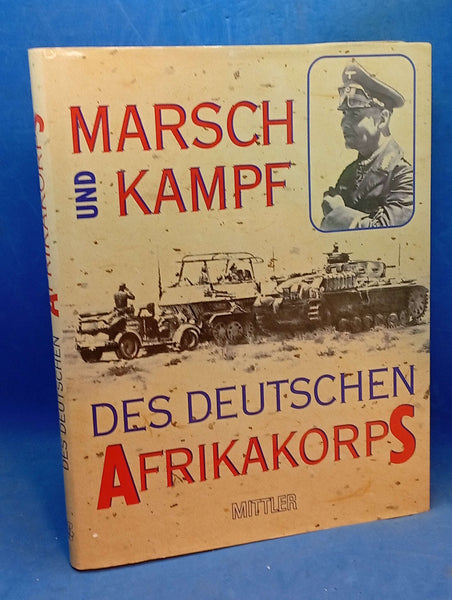 MARSCH
UND KAMPF
DES DEUTSCHEN
AFRIKAKORPS
MITTLER
DES DEUTSCHEN AFRIKAKORPS